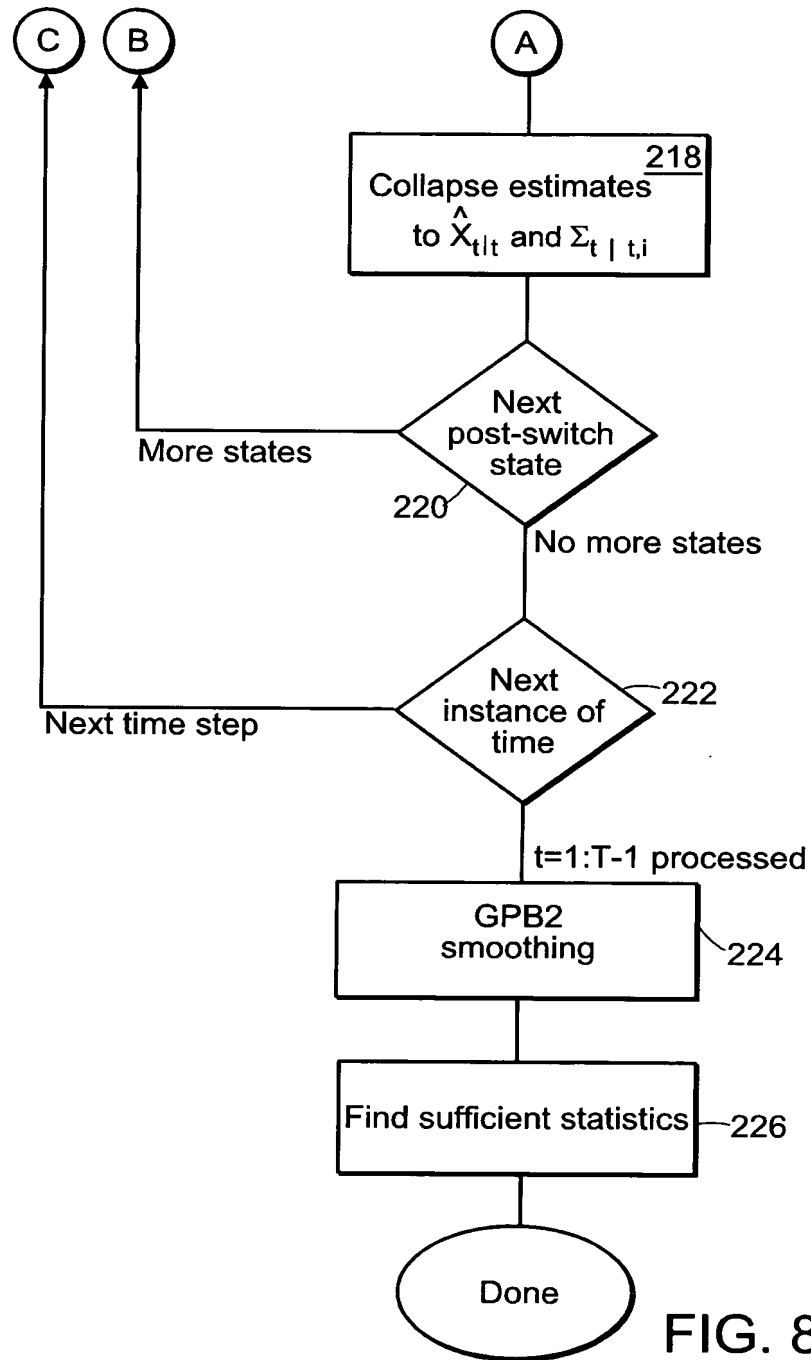 C B A
218
Collapse estimates
to X̂t|t and Σt | t,i
Next
post-switch
state
More states
220
No more states
Next
instance of
time
222
Next time step
t=1:T-1 processed
GPB2
smoothing
224
Find sufficient statistics
226
Done
FIG. 8